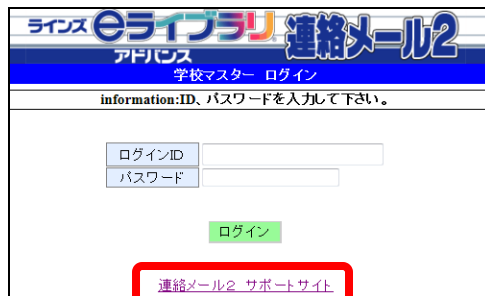 ラインズ eライブラリ アドバンス 連絡メール2
学校マスター ログイン
information:ID、パスワードを入力して下さい。
ログインID
パスワード
ログイン
連絡メール2 サポートサイト